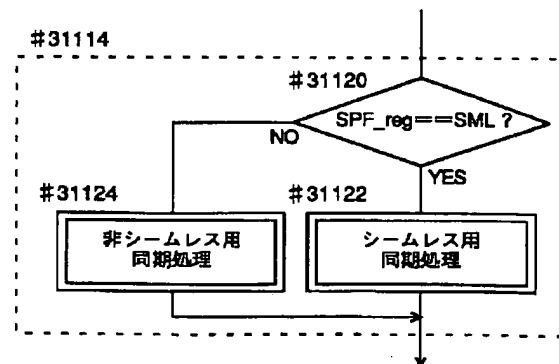 #31114
#31120
SPF_reg==SML ?
NO
YES
#31124
#31122
非シームレス用
同期処理
シームレス用
同期処理